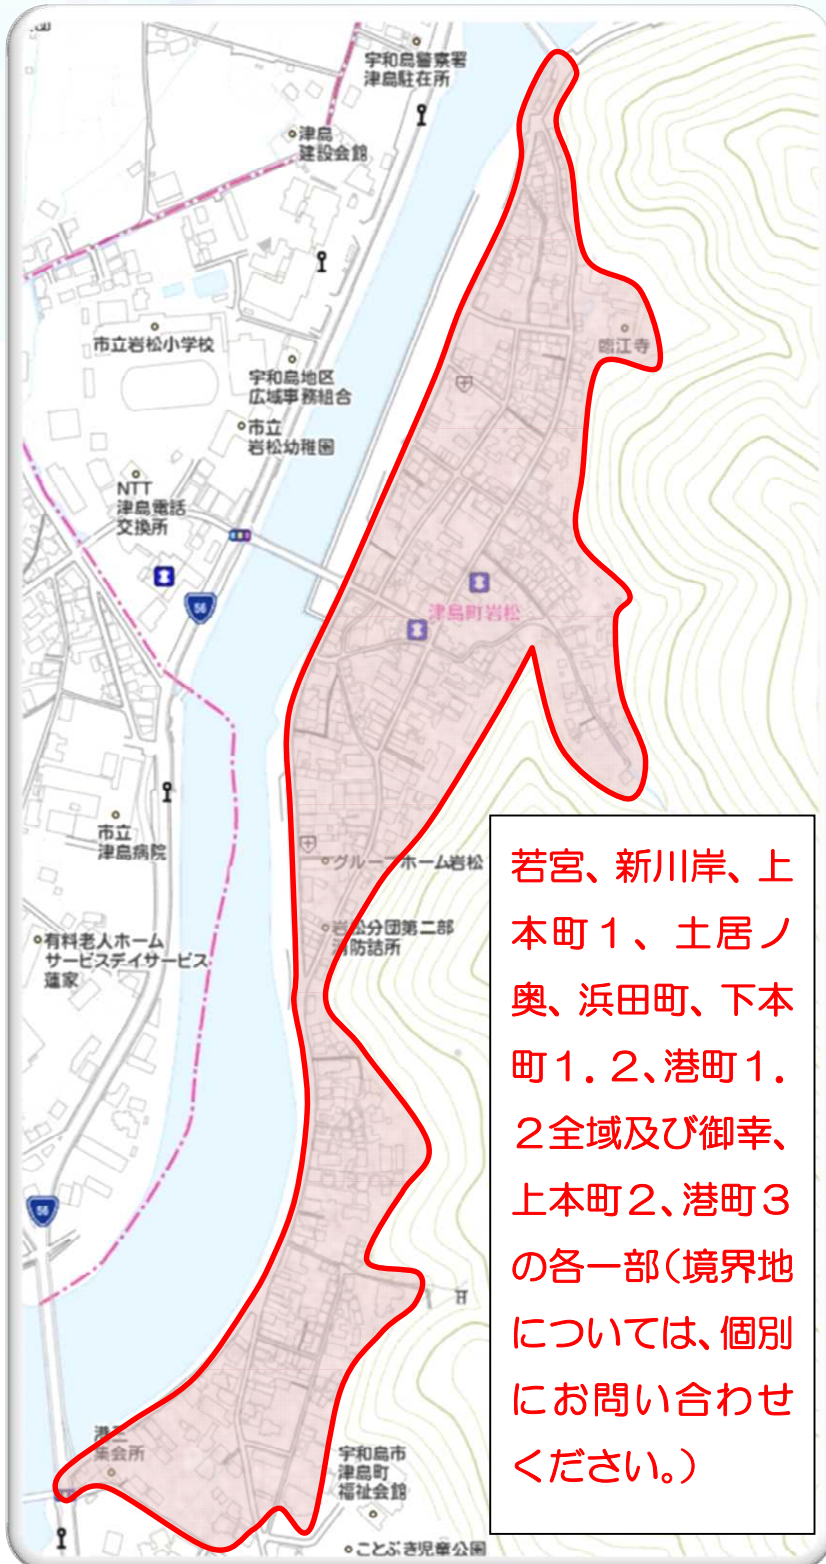 宇和島警察署
津島駐在所
津島
建設会館
市立岩松小学校
臨江寺
宇和島地区
広域事務組合
市立
岩松幼稚園
NTT
津島電話
交換所
56
津島町岩松
市立
津島病院
グループホーム岩松
岩松分団第二部
消防詰所
有料老人ホーム
サービスデイサービス
蓮家
56
港三
集会所
宇和島市
津島町
福祉会館
ことぶき児童公園
若宮、新川岸、上
本町１、土居ノ
奥、浜田町、下本
町１．２、港町１．
２全域及び御幸、
上本町２、港町３
の各一部（境界地
については、個別
にお問い合わせ
ください。）